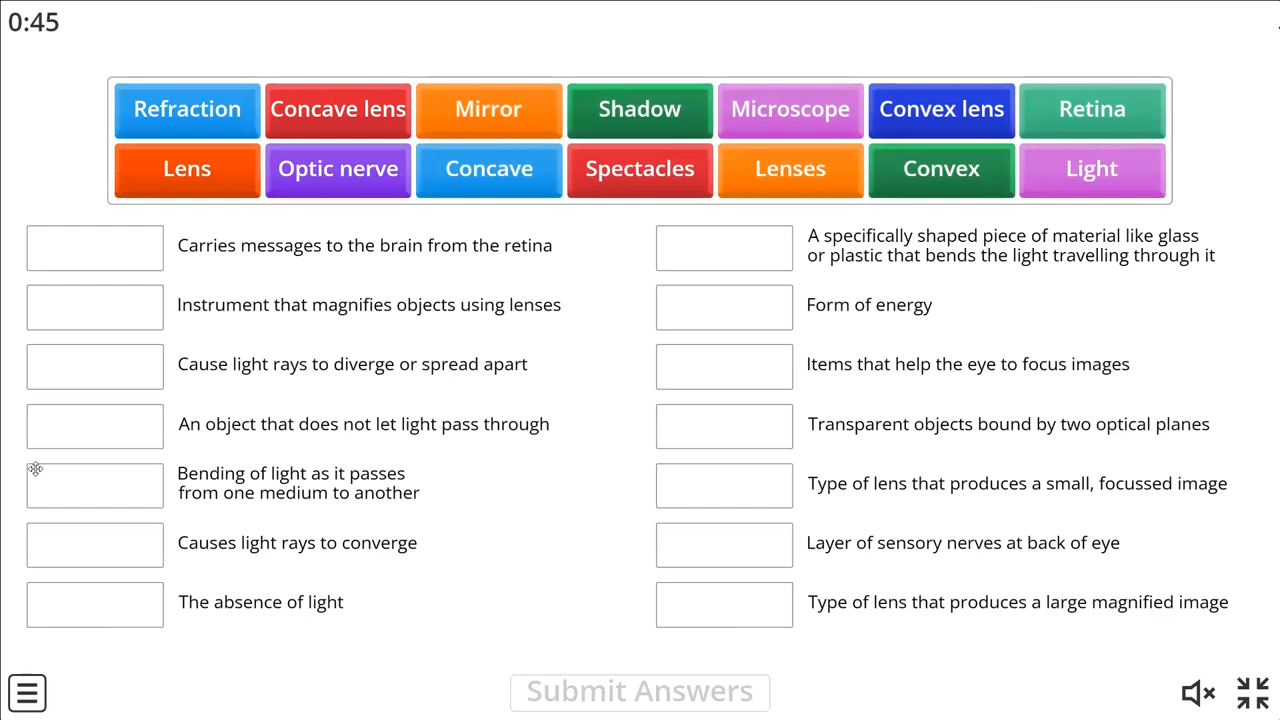 0:45
Refraction
Concave lens
Mirror
Shadow
Microscope
Convex lens
Retina
Lens
Optic nerve
Concave
Spectacles
Lenses
Convex
Light
Carries messages to the brain from the retina
Instrument that magnifies objects using lenses
Cause light rays to diverge or spread apart
An object that does not let light pass through
Bending of light as it passes
from one medium to another
Causes light rays to converge
The absence of light
A specifically shaped piece of material like glass
or plastic that bends the light travelling through it
Form of energy
Items that help the eye to focus images
Transparent objects bound by two optical planes
Type of lens that produces a small, focussed image
Layer of sensory nerves at back of eye
Type of lens that produces a large magnified image
Submit Answers